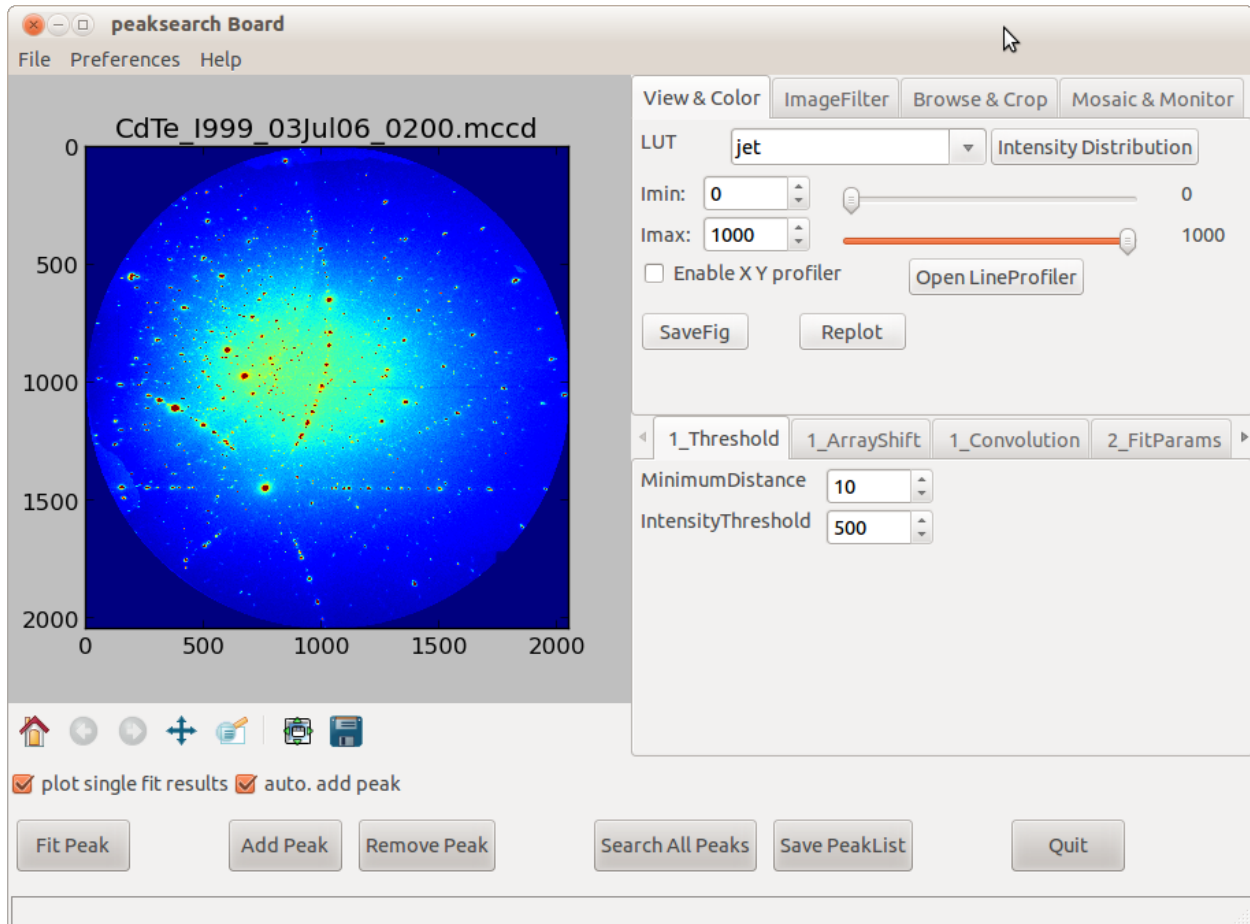 peaksearch Board
File Preferences Help
CdTe_I999_03Jul06_0200.mccd
0
500
1000
1500
2000
0 500 1000 1500 2000
View & Color ImageFilter Browse & Crop Mosaic & Monitor
LUT jet Intensity Distribution
Imin: 0 0
Imax: 1000 1000
Enable X Y profiler Open LineProfiler
SaveFig Replot
1_Threshold 1_ArrayShift 1_Convolution 2_FitParams
MinimumDistance 10
IntensityThreshold 500
plot single fit results auto. add peak
Fit Peak Add Peak Remove Peak Search All Peaks Save PeakList Quit